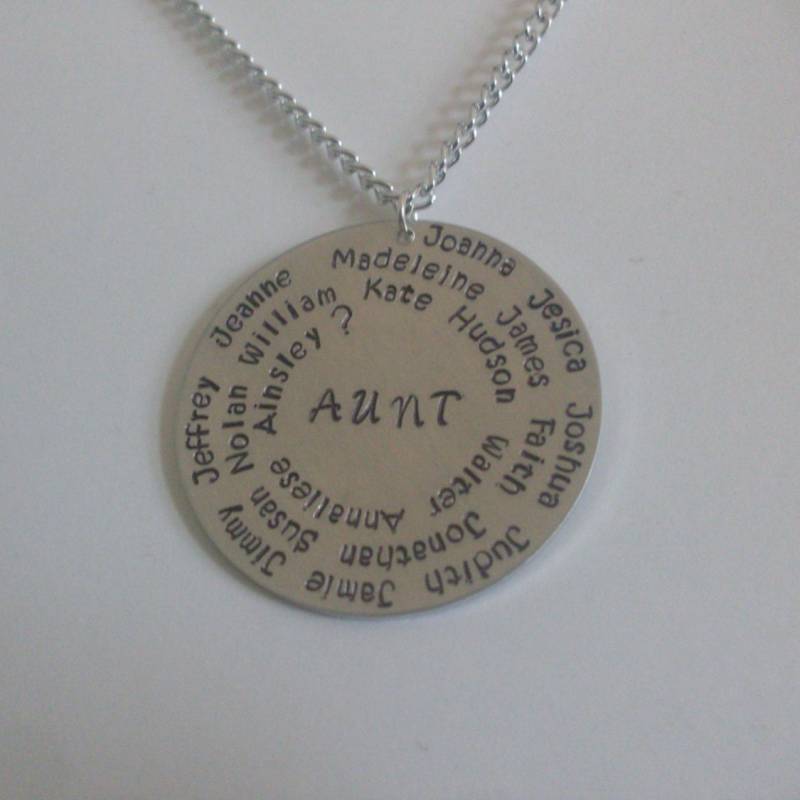 Joanna Jesica Joshua Judith Jamie Jimmy Jeffrey Jeanne
Madeleine James Faith Jonathan Susan Nolan William
Kate Hudson Walter Annaliese Ainsley ?
AUNT